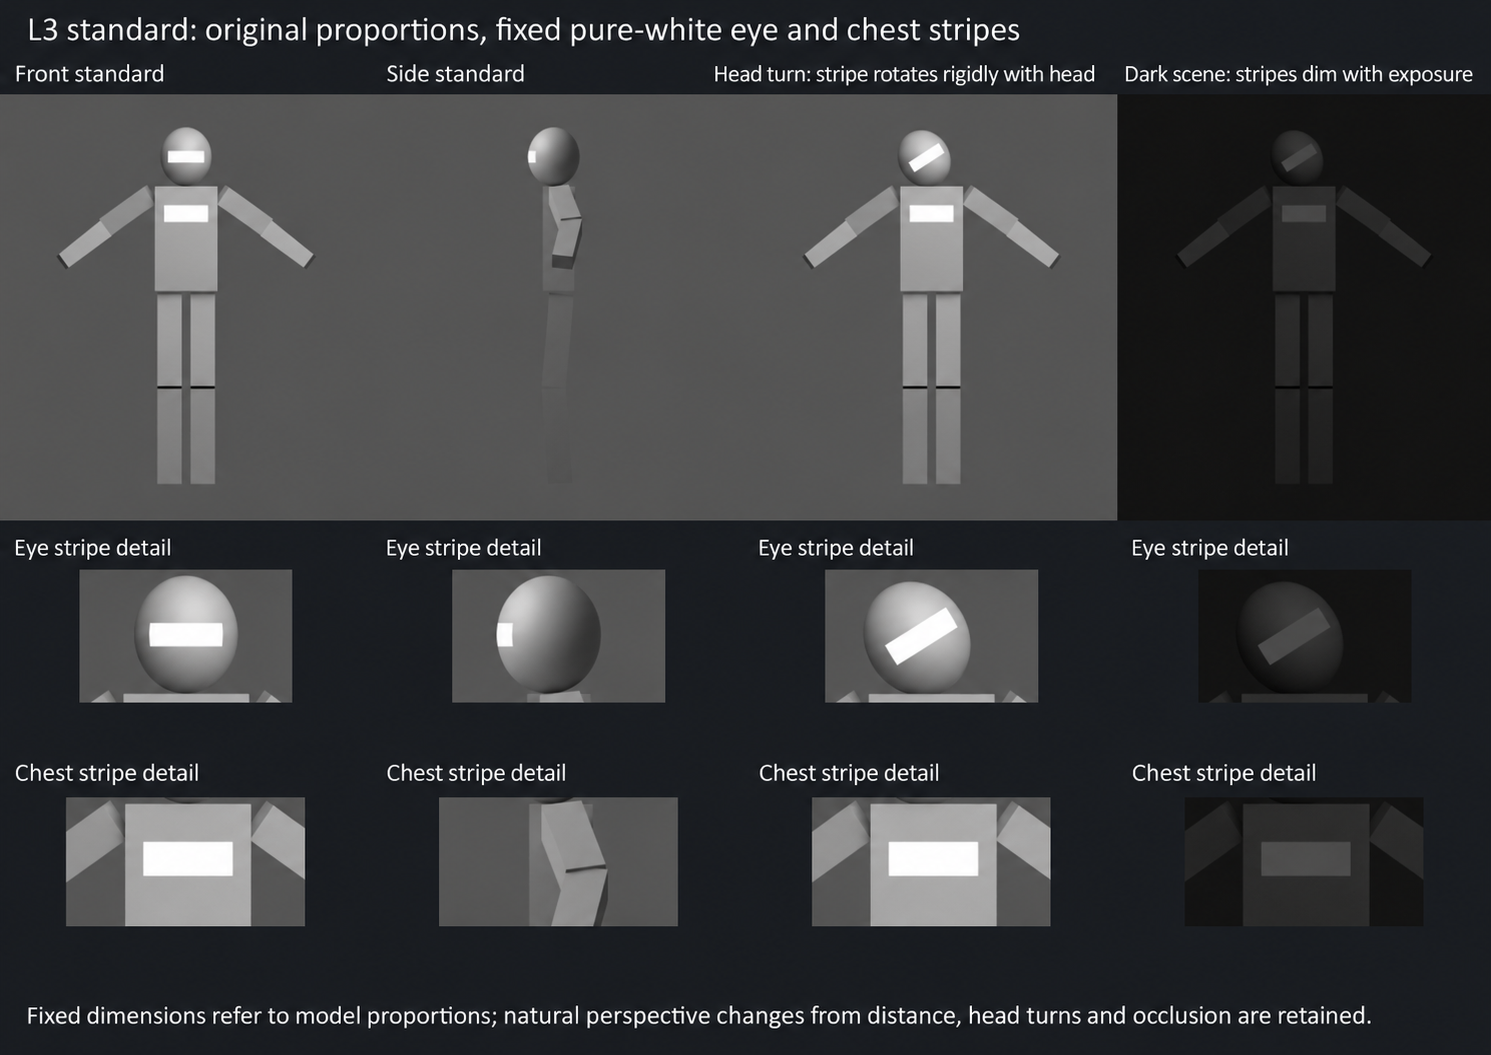 L3 standard: original proportions, fixed pure-white eye and chest stripes
Front standard
Side standard
Head turn: stripe rotates rigidly with head
Dark scene: stripes dim with exposure
Eye stripe detail
Eye stripe detail
Eye stripe detail
Eye stripe detail
Chest stripe detail
Chest stripe detail
Chest stripe detail
Chest stripe detail
Fixed dimensions refer to model proportions; natural perspective changes from distance, head turns and occlusion are retained.